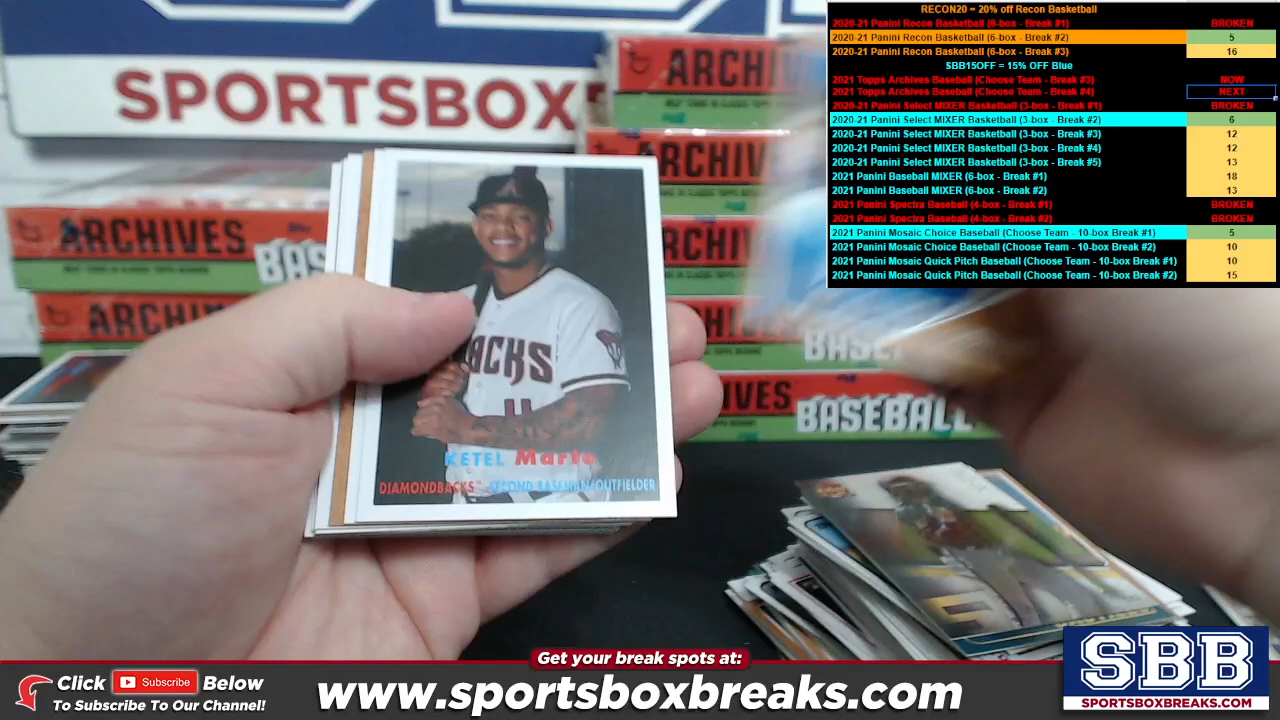 RECON20 = 20% off Recon Basketball
2020-21 Panini Recon Basketball (6-box - Break #1) BROKEN
2020-21 Panini Recon Basketball (6-box - Break #2) 5
2020-21 Panini Recon Basketball (6-box - Break #3) 16
SBB15OFF = 15% OFF Blue
2021 Topps Archives Baseball (Choose Team - Break #3) NOW
2021 Topps Archives Baseball (Choose Team - Break #4) NEXT
2020-21 Panini Select MIXER Basketball (3-box - Break #1) BROKEN
2020-21 Panini Select MIXER Basketball (3-box - Break #2) 6
2020-21 Panini Select MIXER Basketball (3-box - Break #3) 12
2020-21 Panini Select MIXER Basketball (3-box - Break #4) 12
2020-21 Panini Select MIXER Basketball (3-box - Break #5) 13
2021 Panini Baseball MIXER (6-box - Break #1) 18
2021 Panini Baseball MIXER (6-box - Break #2) 13
2021 Panini Spectra Baseball (4-box - Break #1) BROKEN
2021 Panini Spectra Baseball (4-box - Break #2) BROKEN
2021 Panini Mosaic Choice Baseball (Choose Team - 10-box Break #1) 5
2021 Panini Mosaic Choice Baseball (Choose Team - 10-box Break #2) 10
2021 Panini Mosaic Quick Pitch Baseball (Choose Team - 10-box Break #1) 10
2021 Panini Mosaic Quick Pitch Baseball (Choose Team - 10-box Break #2) 15
SPORTSBOX
ARCH
ARCHIV
ARCHIVES
BAS
ARCHIV
HIVES
BASEBALL
ACKS
KETEL Marte
DIAMONDBACKS SECOND BASEMAN/OUTFIELDER
Get your break spots at:
Click Subscribe Below
To Subscribe To Our Channel!
www.sportsboxbreaks.com
SBB
SPORTSBOXBREAKS.COM